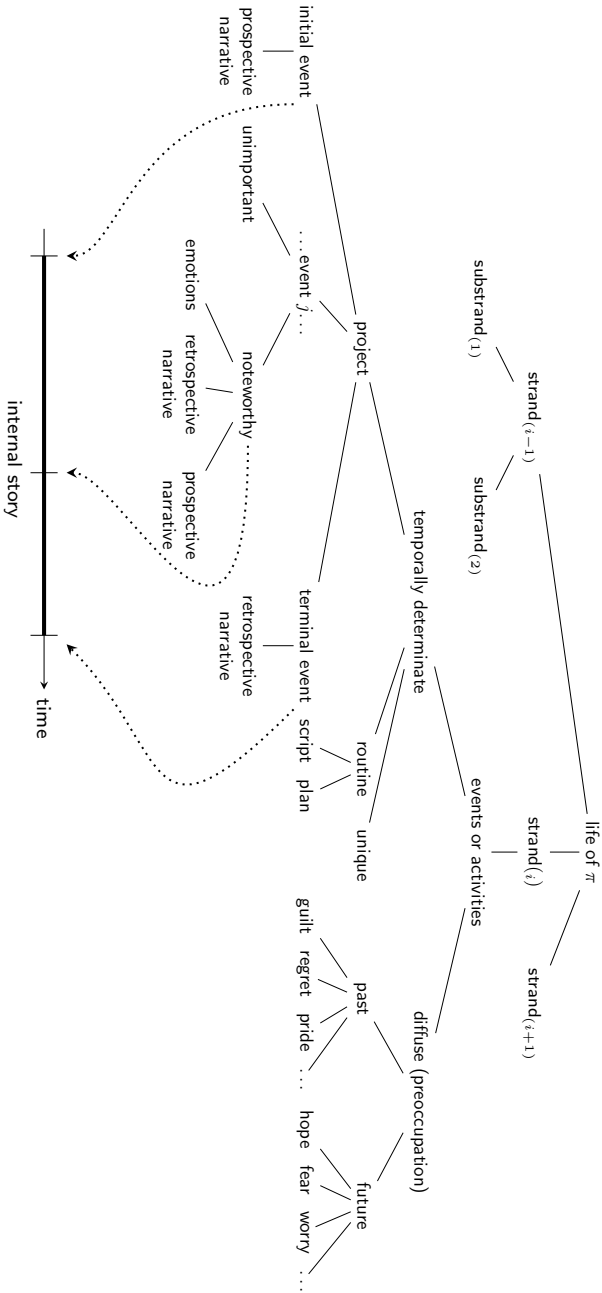 life of π
strand(i−1)
strand(i)
strand(i+1)
substrand(1)
substrand(2)
events or activities
temporally determinate
diffuse (preoccupation)
project
routine
unique
past
future
initial event
...event j...
terminal event
script
plan
guilt
regret
pride
...
hope
fear
worry
...
prospective
narrative
unimportant
noteworthy
retrospective
narrative
emotions
retrospective
narrative
prospective
narrative
time
internal story